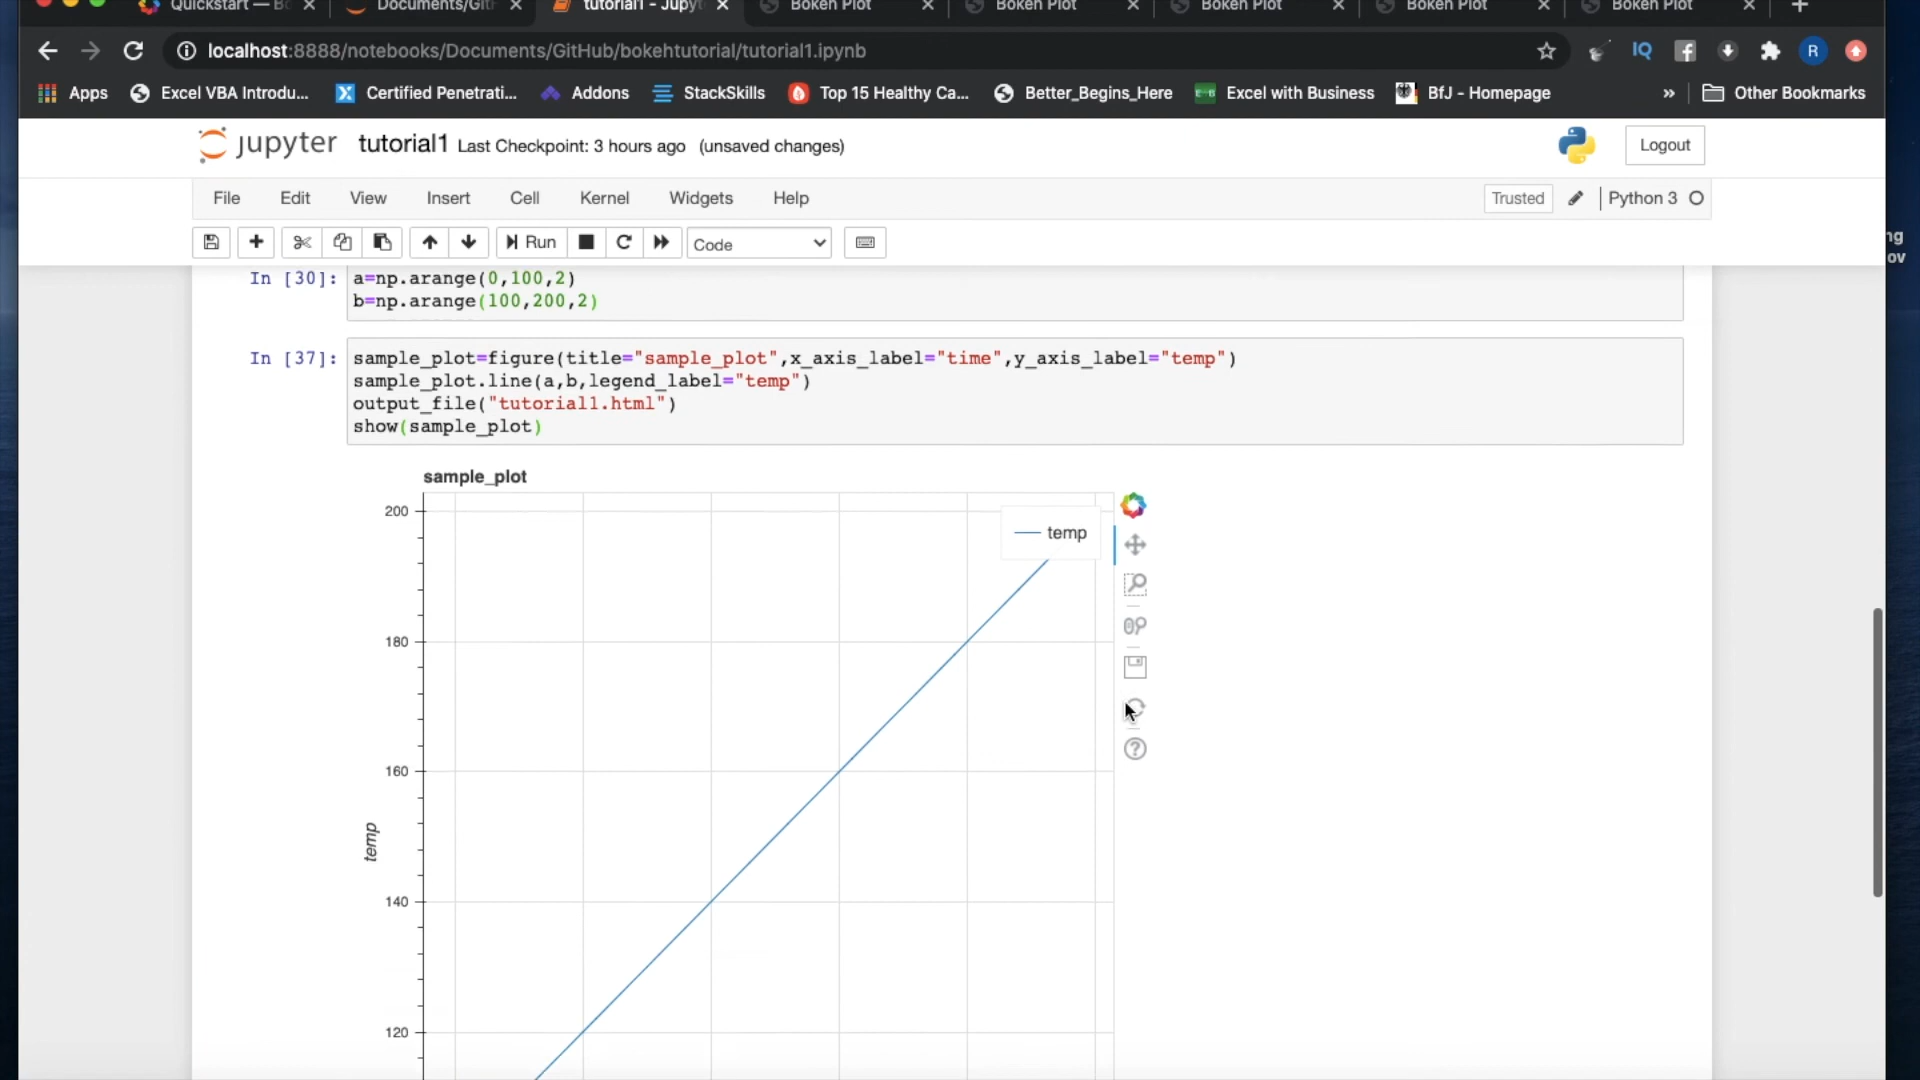 Quickstart — Bo
Documents/GitH
tutorial1 - Jupyt
Bokeh Plot
Bokeh Plot
Bokeh Plot
Bokeh Plot
Bokeh Plot
localhost:8888/notebooks/Documents/GitHub/bokehtutorial/tutorial1.ipynb
IQ
R
Apps
Excel VBA Introdu...
Certified Penetrati...
Addons
StackSkills
Top 15 Healthy Ca...
Better_Begins_Here
Excel with Business
BfJ - Homepage
»
Other Bookmarks
jupyter tutorial1 Last Checkpoint: 3 hours ago (unsaved changes)
Logout
File Edit View Insert Cell Kernel Widgets Help
Trusted
Python 3
Run
Code
ng
ov
In [30]: a=np.arange(0,100,2)
b=np.arange(100,200,2)
In [37]: sample_plot=figure(title="sample_plot",x_axis_label="time",y_axis_label="temp")
sample_plot.line(a,b,legend_label="temp")
output_file("tutorial1.html")
show(sample_plot)
sample_plot
200
temp
180
160
temp
140
120